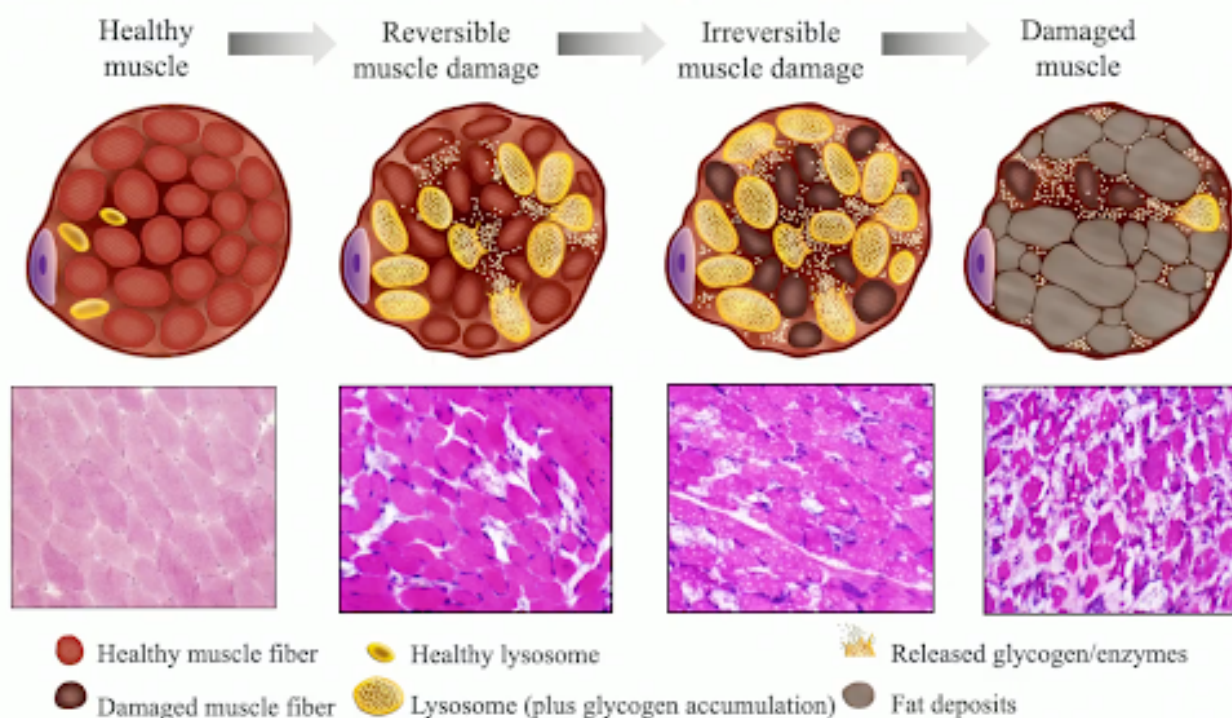 Healthy
muscle
Reversible
muscle damage
Irreversible
muscle damage
Damaged
muscle
Healthy muscle fiber
Healthy lysosome
Released glycogen/enzymes
Damaged muscle fiber
Lysosome (plus glycogen accumulation)
Fat deposits